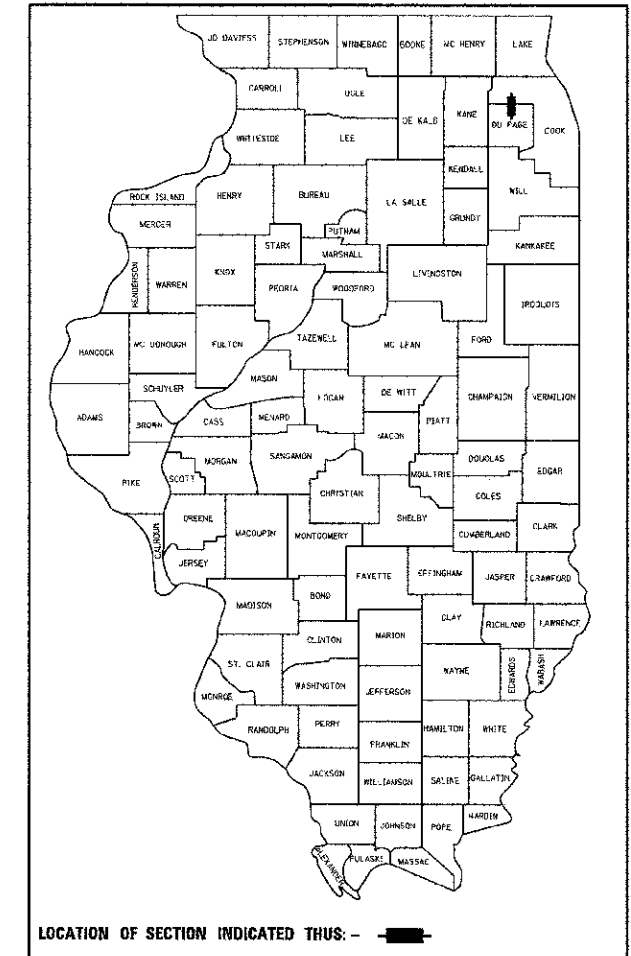 JO DAVIESS
STEPHENSON
WINNEBAGO
BOONE
MC HENRY
LAKE
CARROLL
OGLE
DE KALB
KANE
DU PAGE
COOK
WHITESIDE
LEE
KENDALL
WILL
ROCK ISLAND
HENRY
BUREAU
LA SALLE
GRUNDY
MERCER
PUTNAM
KANKAKEE
STARK
MARSHALL
HENDERSON
WARREN
KNOX
PEORIA
WOODFORD
LIVINGSTON
IROQUOIS
HANCOCK
MC DONOUGH
FULTON
TAZEWELL
MC LEAN
FORD
SCHUYLER
MASON
LOGAN
DE WITT
CHAMPAIGN
VERMILION
ADAMS
BROWN
CASS
MENARD
PIATT
MACON
MORGAN
SANGAMON
DOUGLAS
EDGAR
PIKE
SCOTT
CHRISTIAN
MOULTRIE
COLES
SHELBY
GREENE
MACOUPIN
MONTGOMERY
CUMBERLAND
CLARK
CALHOUN
JERSEY
FAYETTE
EFFINGHAM
JASPER
CRAWFORD
MADISON
BOND
CLAY
RICHLAND
LAWRENCE
CLINTON
MARION
ST. CLAIR
WAYNE
EDWARDS
WABASH
WASHINGTON
JEFFERSON
MONROE
RANDOLPH
PERRY
HAMILTON
WHITE
FRANKLIN
JACKSON
WILLIAMSON
SALINE
GALLATIN
UNION
JOHNSON
POPE
HARDIN
ALEXANDER
PULASKI
MASSAC
LOCATION OF SECTION INDICATED THUS: -